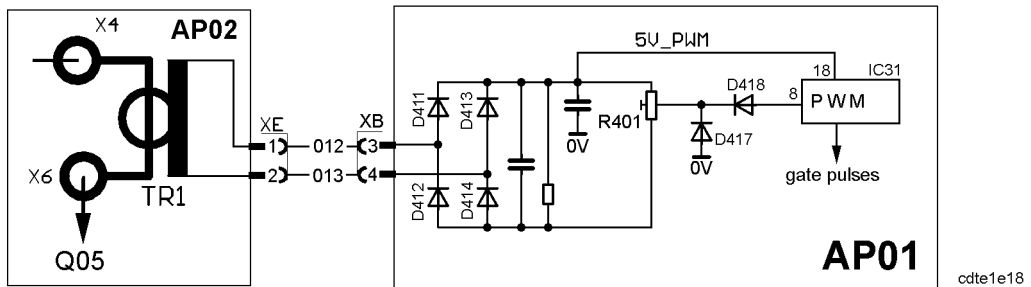 X4
AP02
X6
TR1
Q05
XE
1
012
2
013
XB
3
4
D411
D413
D412
D414
0V
5V_PWM
R401
D418
D417
0V
18
8
IC31
PWM
gate pulses
AP01
cdte1e18